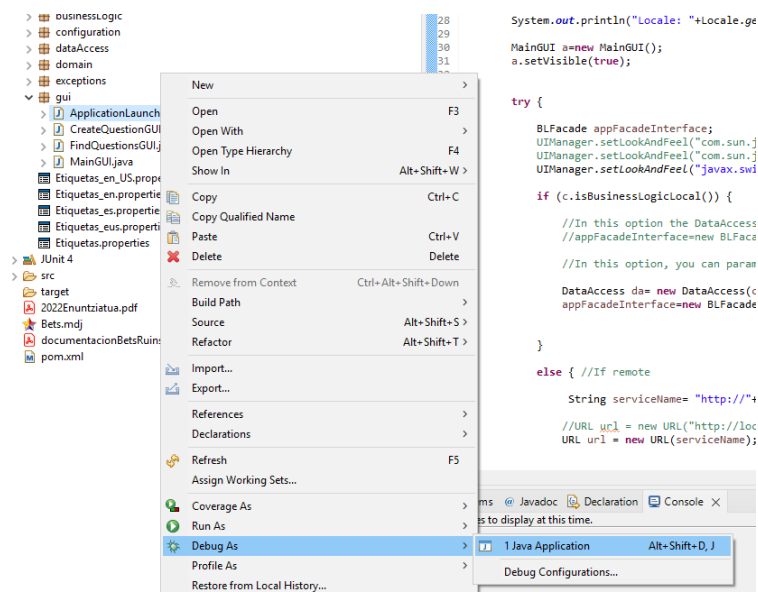 businessLogic
configuration
dataAccess
domain
exceptions
gui
ApplicationLaunch
CreateQuestionGUI
FindQuestionsGUI.j
MainGUI.java
Etiquetas_en_US.prope
Etiquetas_en.propertie
Etiquetas_es.propertie
Etiquetas_eus.properti
Etiquetas.properties
JUnit 4
src
target
2022Enuntziatua.pdf
Bets.mdj
documentacionBetsRuins
pom.xml
New
Open F3
Open With
Open Type Hierarchy F4
Show In Alt+Shift+W
Copy Ctrl+C
Copy Qualified Name
Paste Ctrl+V
Delete Delete
Remove from Context Ctrl+Alt+Shift+Down
Build Path
Source Alt+Shift+S
Refactor Alt+Shift+T
Import...
Export...
References
Declarations
Refresh F5
Assign Working Sets...
Coverage As
Run As
Debug As
Profile As
Restore from Local History...
1 Java Application Alt+Shift+D, J
Debug Configurations...
28 System.out.println("Locale: "+Locale.ge
29
30 MainGUI a=new MainGUI();
31 a.setVisible(true);
try {
BLFacade appFacadeInterface;
UIManager.setLookAndFeel("com.sun.j
UIManager.setLookAndFeel("com.sun.j
UIManager.setLookAndFeel("javax.swi
if (c.isBusinessLogicLocal()) {
//In this option the DataAccess
//appFacadeInterface=new BLFaca
//In this option, you can param
DataAccess da= new DataAccess(c
appFacadeInterface=new BLFacade
}
else { //If remote
String serviceName= "http://"+
//URL url = new URL("http://loc
URL url = new URL(serviceName);
ms @ Javadoc Declaration Console
es to display at this time.